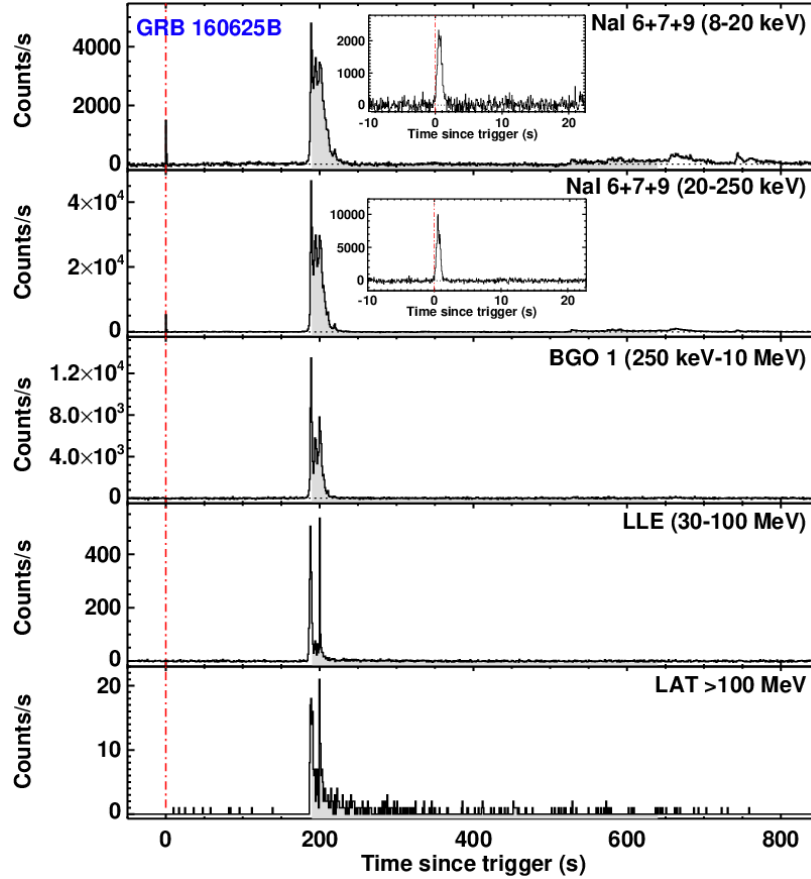 GRB 160625B
NaI 6+7+9 (8-20 keV)
Counts/s
4000
2000
0
2000
1000
0
-10 0 10 20
Time since trigger (s)
NaI 6+7+9 (20-250 keV)
Counts/s
4×10⁴
2×10⁴
0
10000
5000
0
-10 0 10 20
Time since trigger (s)
BGO 1 (250 keV-10 MeV)
Counts/s
1.2×10⁴
8.0×10³
4.0×10³
0
LLE (30-100 MeV)
Counts/s
400
200
0
LAT >100 MeV
Counts/s
20
10
0
0 200 400 600 800
Time since trigger (s)